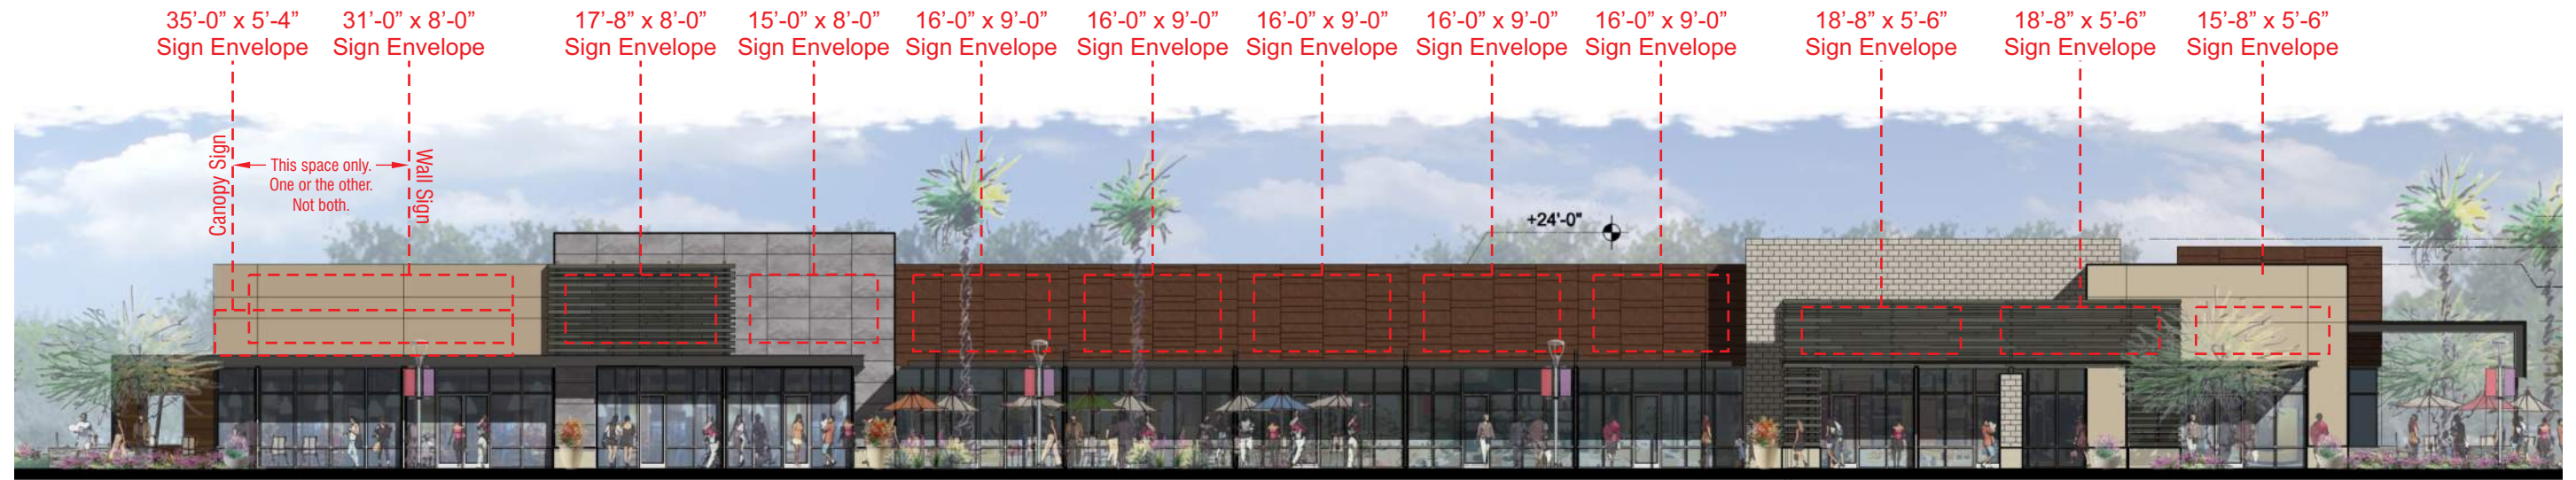 35’-0” x 5’-4”
Sign Envelope
31’-0” x 8’-0”
Sign Envelope
17’-8” x 8’-0”
Sign Envelope
15’-0” x 8’-0”
Sign Envelope
16’-0” x 9’-0”
Sign Envelope
16’-0” x 9’-0”
Sign Envelope
16’-0” x 9’-0”
Sign Envelope
16’-0” x 9’-0”
Sign Envelope
16’-0” x 9’-0”
Sign Envelope
18’-8” x 5’-6”
Sign Envelope
18’-8” x 5’-6”
Sign Envelope
15’-8” x 5’-6”
Sign Envelope
Canopy Sign
This space only.
One or the other.
Not both.
Wall Sign
+24'-0"